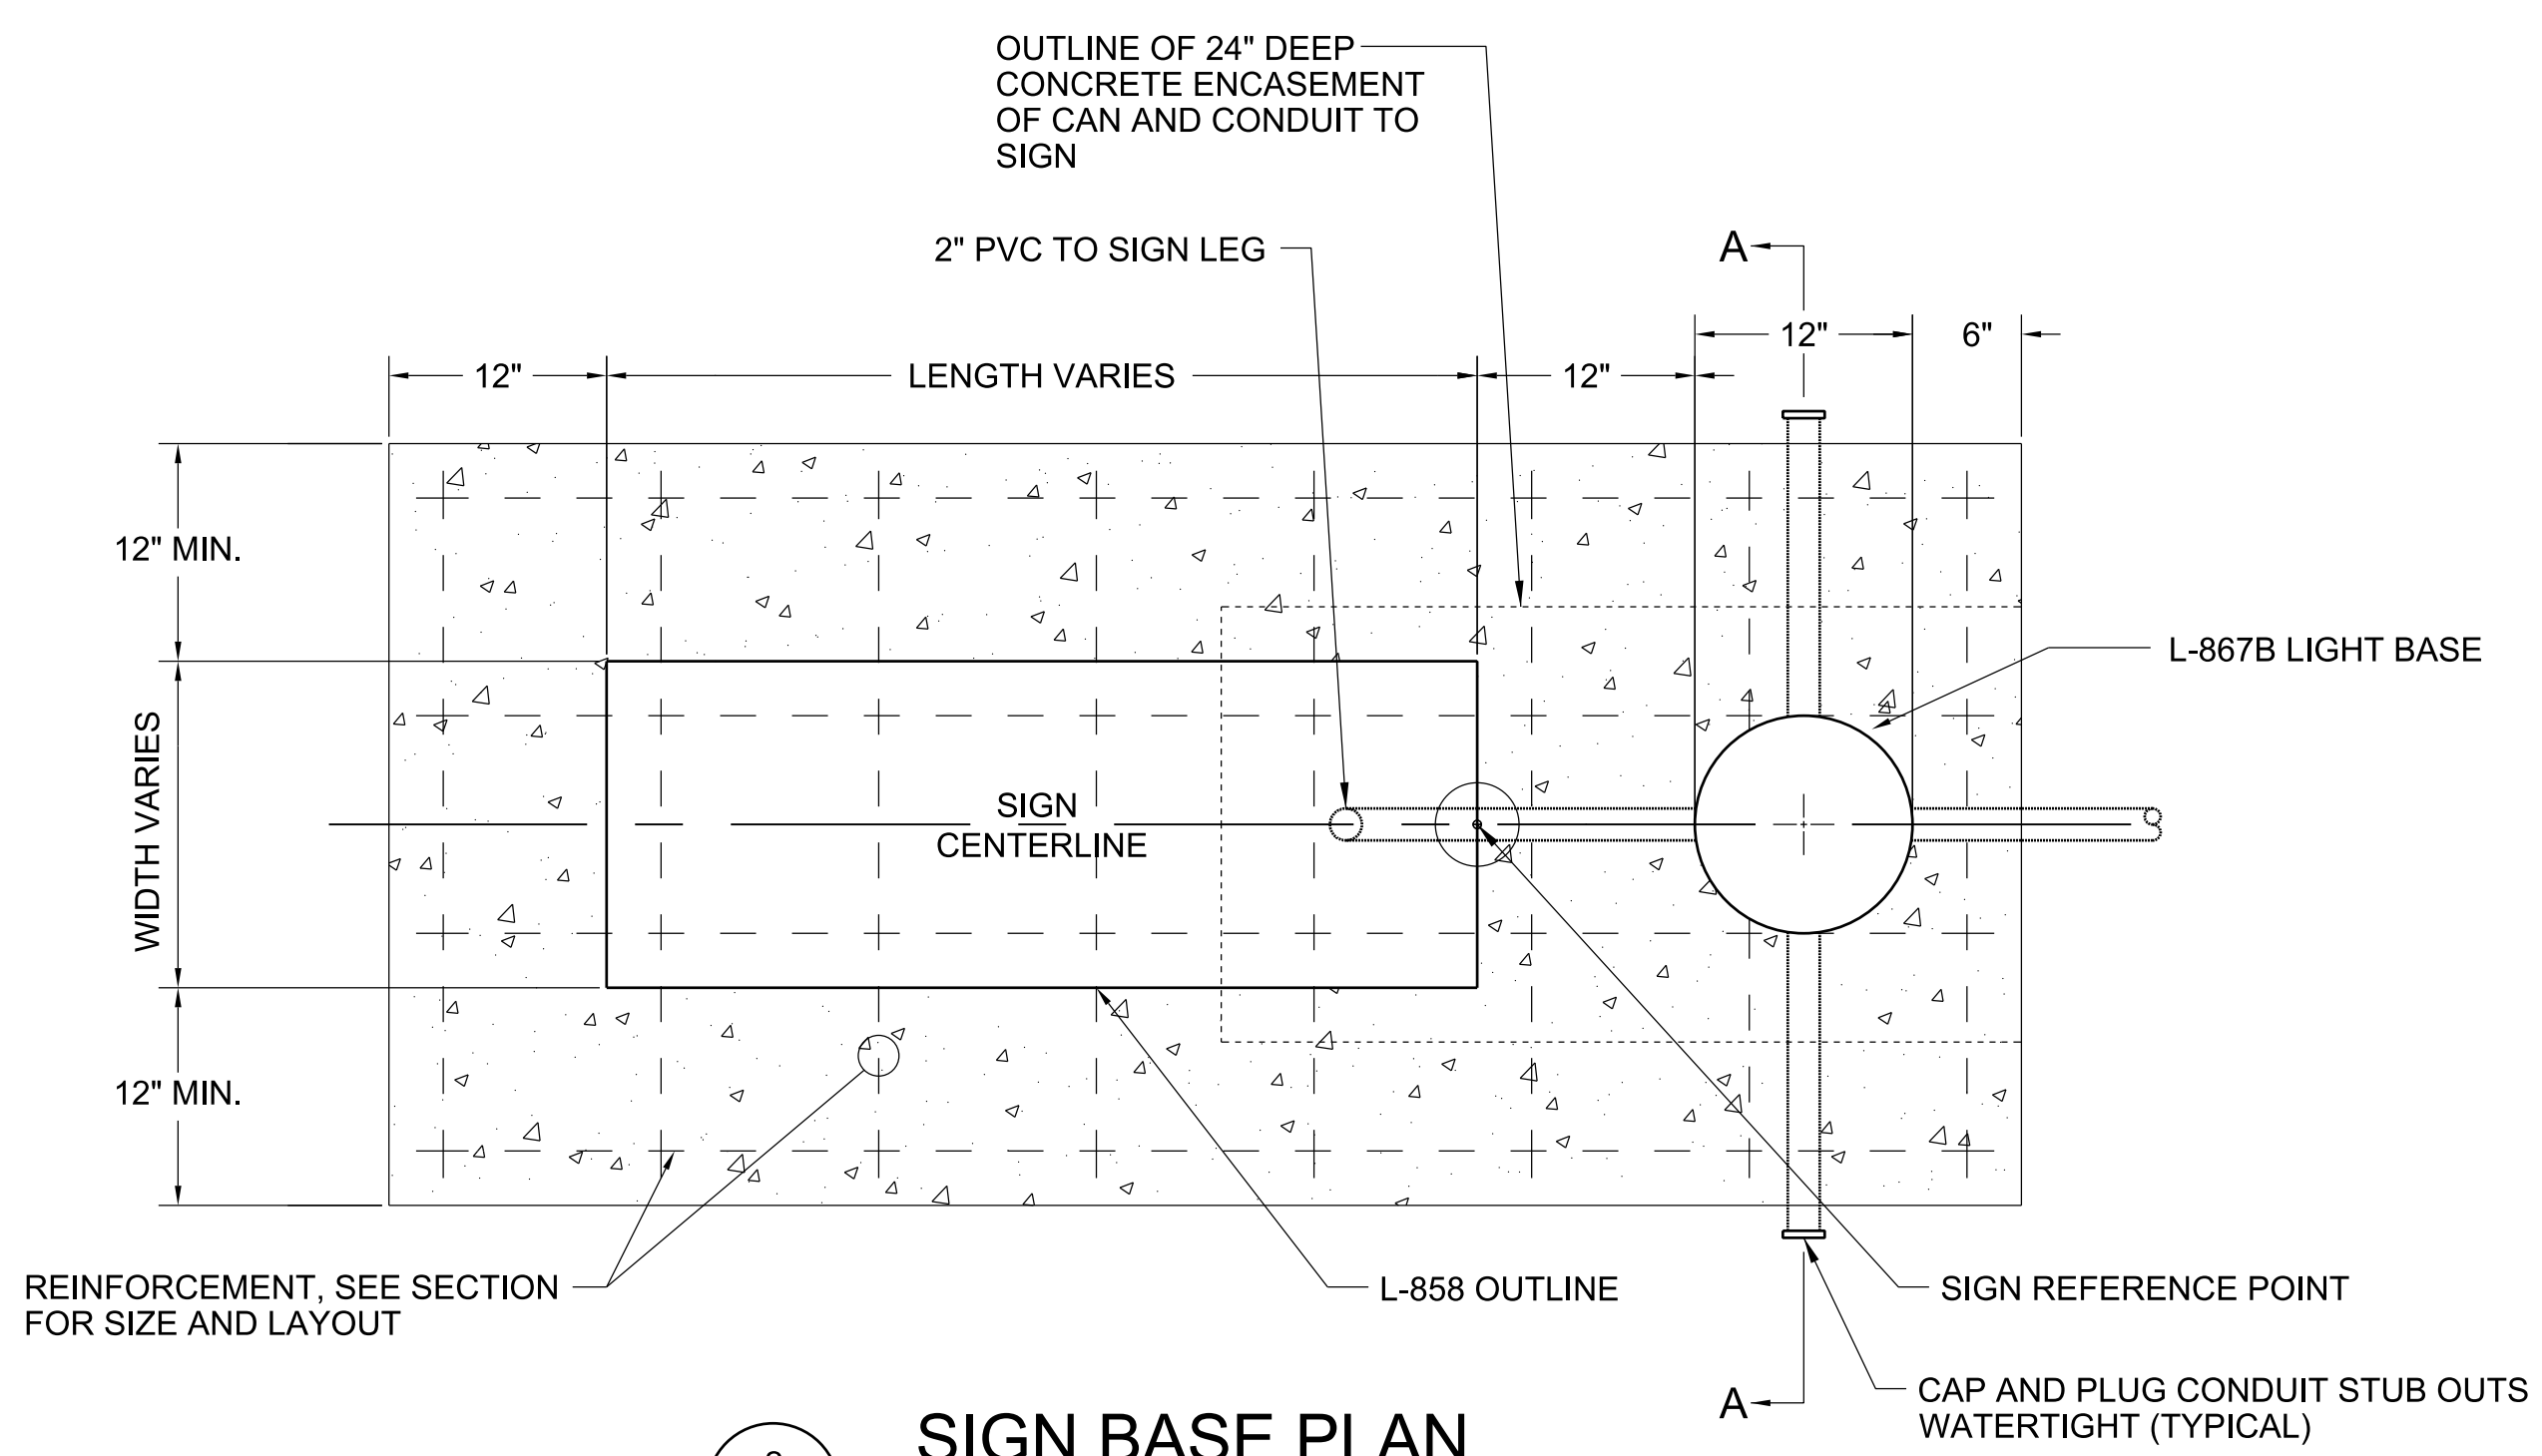 OUTLINE OF 24" DEEP
CONCRETE ENCASEMENT
OF CAN AND CONDUIT TO
SIGN
2" PVC TO SIGN LEG
A
12"
6"
12"
LENGTH VARIES
12"
12" MIN.
L-867B LIGHT BASE
WIDTH VARIES
SIGN
CENTERLINE
12" MIN.
REINFORCEMENT, SEE SECTION
FOR SIZE AND LAYOUT
L-858 OUTLINE
SIGN REFERENCE POINT
CAP AND PLUG CONDUIT STUB OUTS
WATERTIGHT (TYPICAL)
A
SIGN BASE PLAN